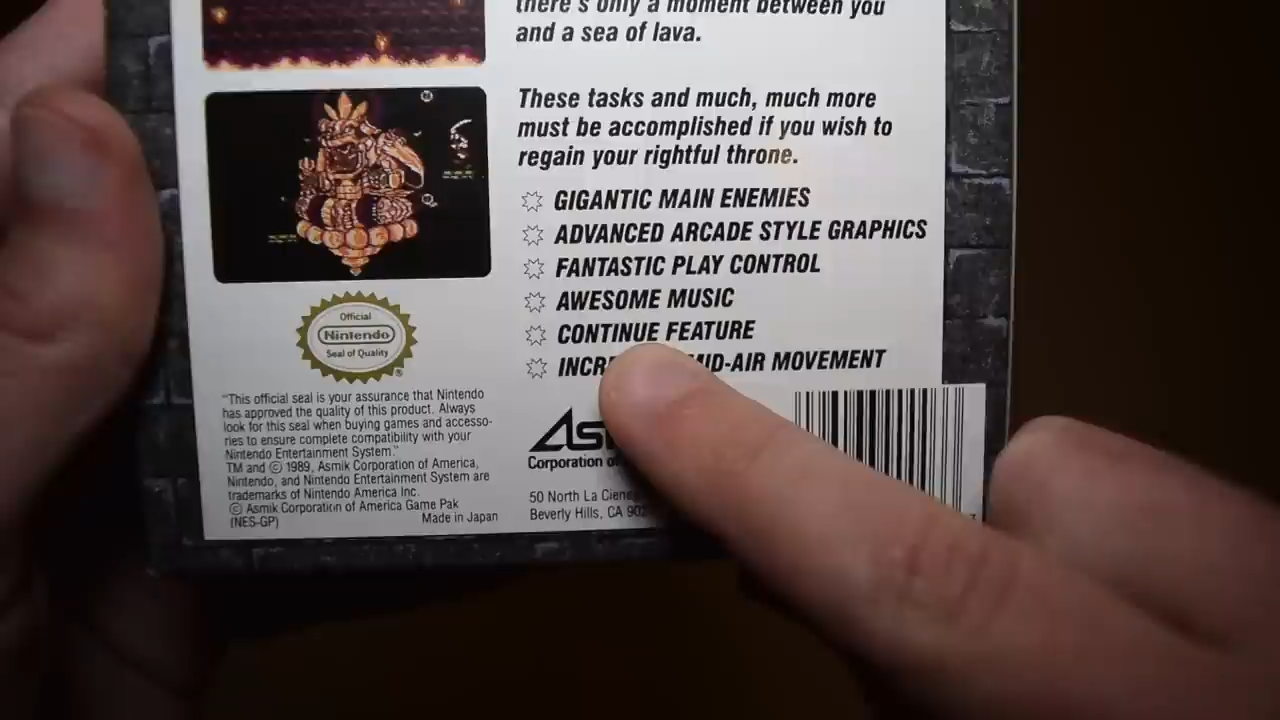 there's only a moment between you
and a sea of lava.
These tasks and much, much more
must be accomplished if you wish to
regain your rightful throne.
GIGANTIC MAIN ENEMIES
ADVANCED ARCADE STYLE GRAPHICS
FANTASTIC PLAY CONTROL
AWESOME MUSIC
CONTINUE FEATURE
MID-AIR MOVEMENT
Official
Nintendo
Seal of Quality
®
"This official seal is your assurance that Nintendo
has approved the quality of this product. Always
look for this seal when buying games and accesso-
ries to ensure complete compatibility with your
Nintendo Entertainment System."
TM and © 1989, Asmik Corporation of America,
Nintendo, and Nintendo Entertainment System are
trademarks of Nintendo America Inc.
© Asmik Corporation of America Game Pak
(NES-GP)
Made in Japan
Corporation of
50 North La
Beverly Hills, CA